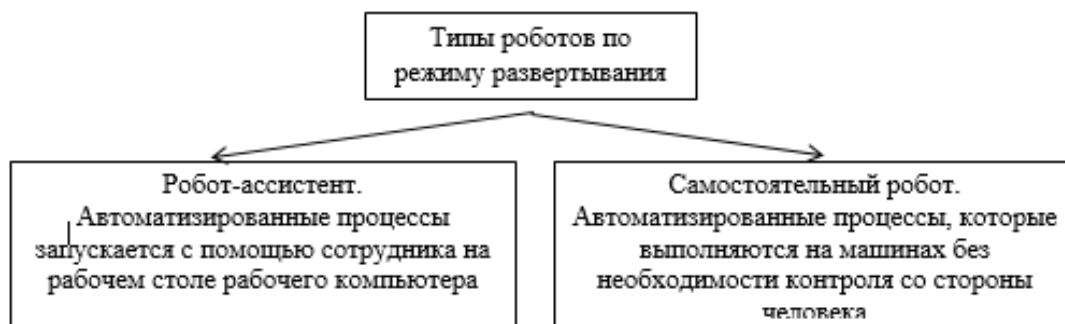 Типы роботов по
режиму развертывания
Робот-ассистент.
Автоматизированные процессы
запускается с помощью сотрудника на
рабочем столе рабочего компьютера
Самостоятельный робот.
Автоматизированные процессы, которые
выполняются на машинах без
необходимости контроля со стороны
человека